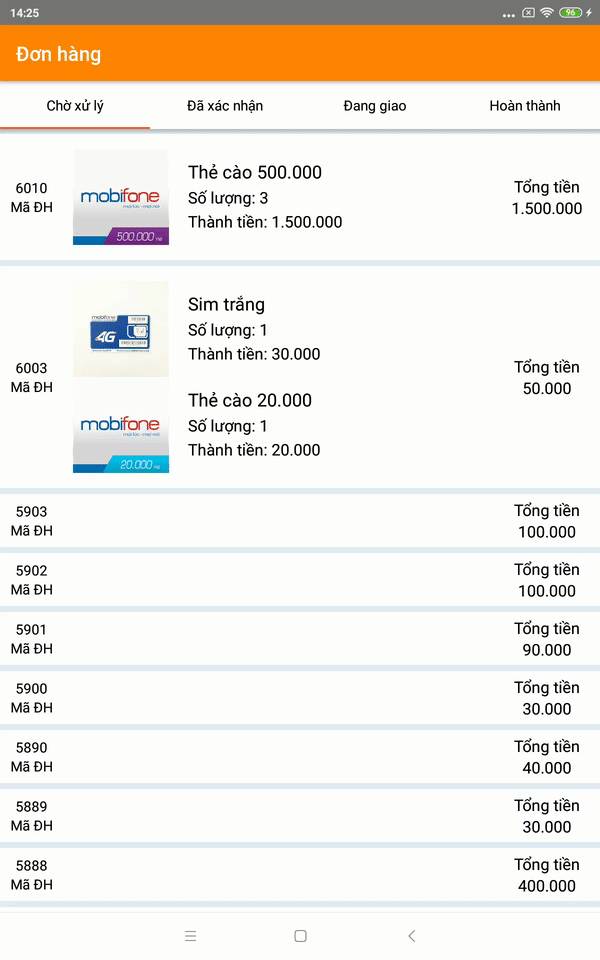 14:25
96
Đơn hàng
Chờ xử lý
Đã xác nhận
Đang giao
Hoàn thành
6010
Mã ĐH
mobifone
500.000
Thẻ cào 500.000
Số lượng: 3
Thành tiền: 1.500.000
Tổng tiền
1.500.000
6003
Mã ĐH
mobifone
4G
Sim trắng
Số lượng: 1
Thành tiền: 30.000
mobifone
20.000
Thẻ cào 20.000
Số lượng: 1
Thành tiền: 20.000
Tổng tiền
50.000
5903
Mã ĐH
Tổng tiền
100.000
5902
Mã ĐH
Tổng tiền
100.000
5901
Mã ĐH
Tổng tiền
90.000
5900
Mã ĐH
Tổng tiền
30.000
5890
Mã ĐH
Tổng tiền
40.000
5889
Mã ĐH
Tổng tiền
30.000
5888
Mã ĐH
Tổng tiền
400.000